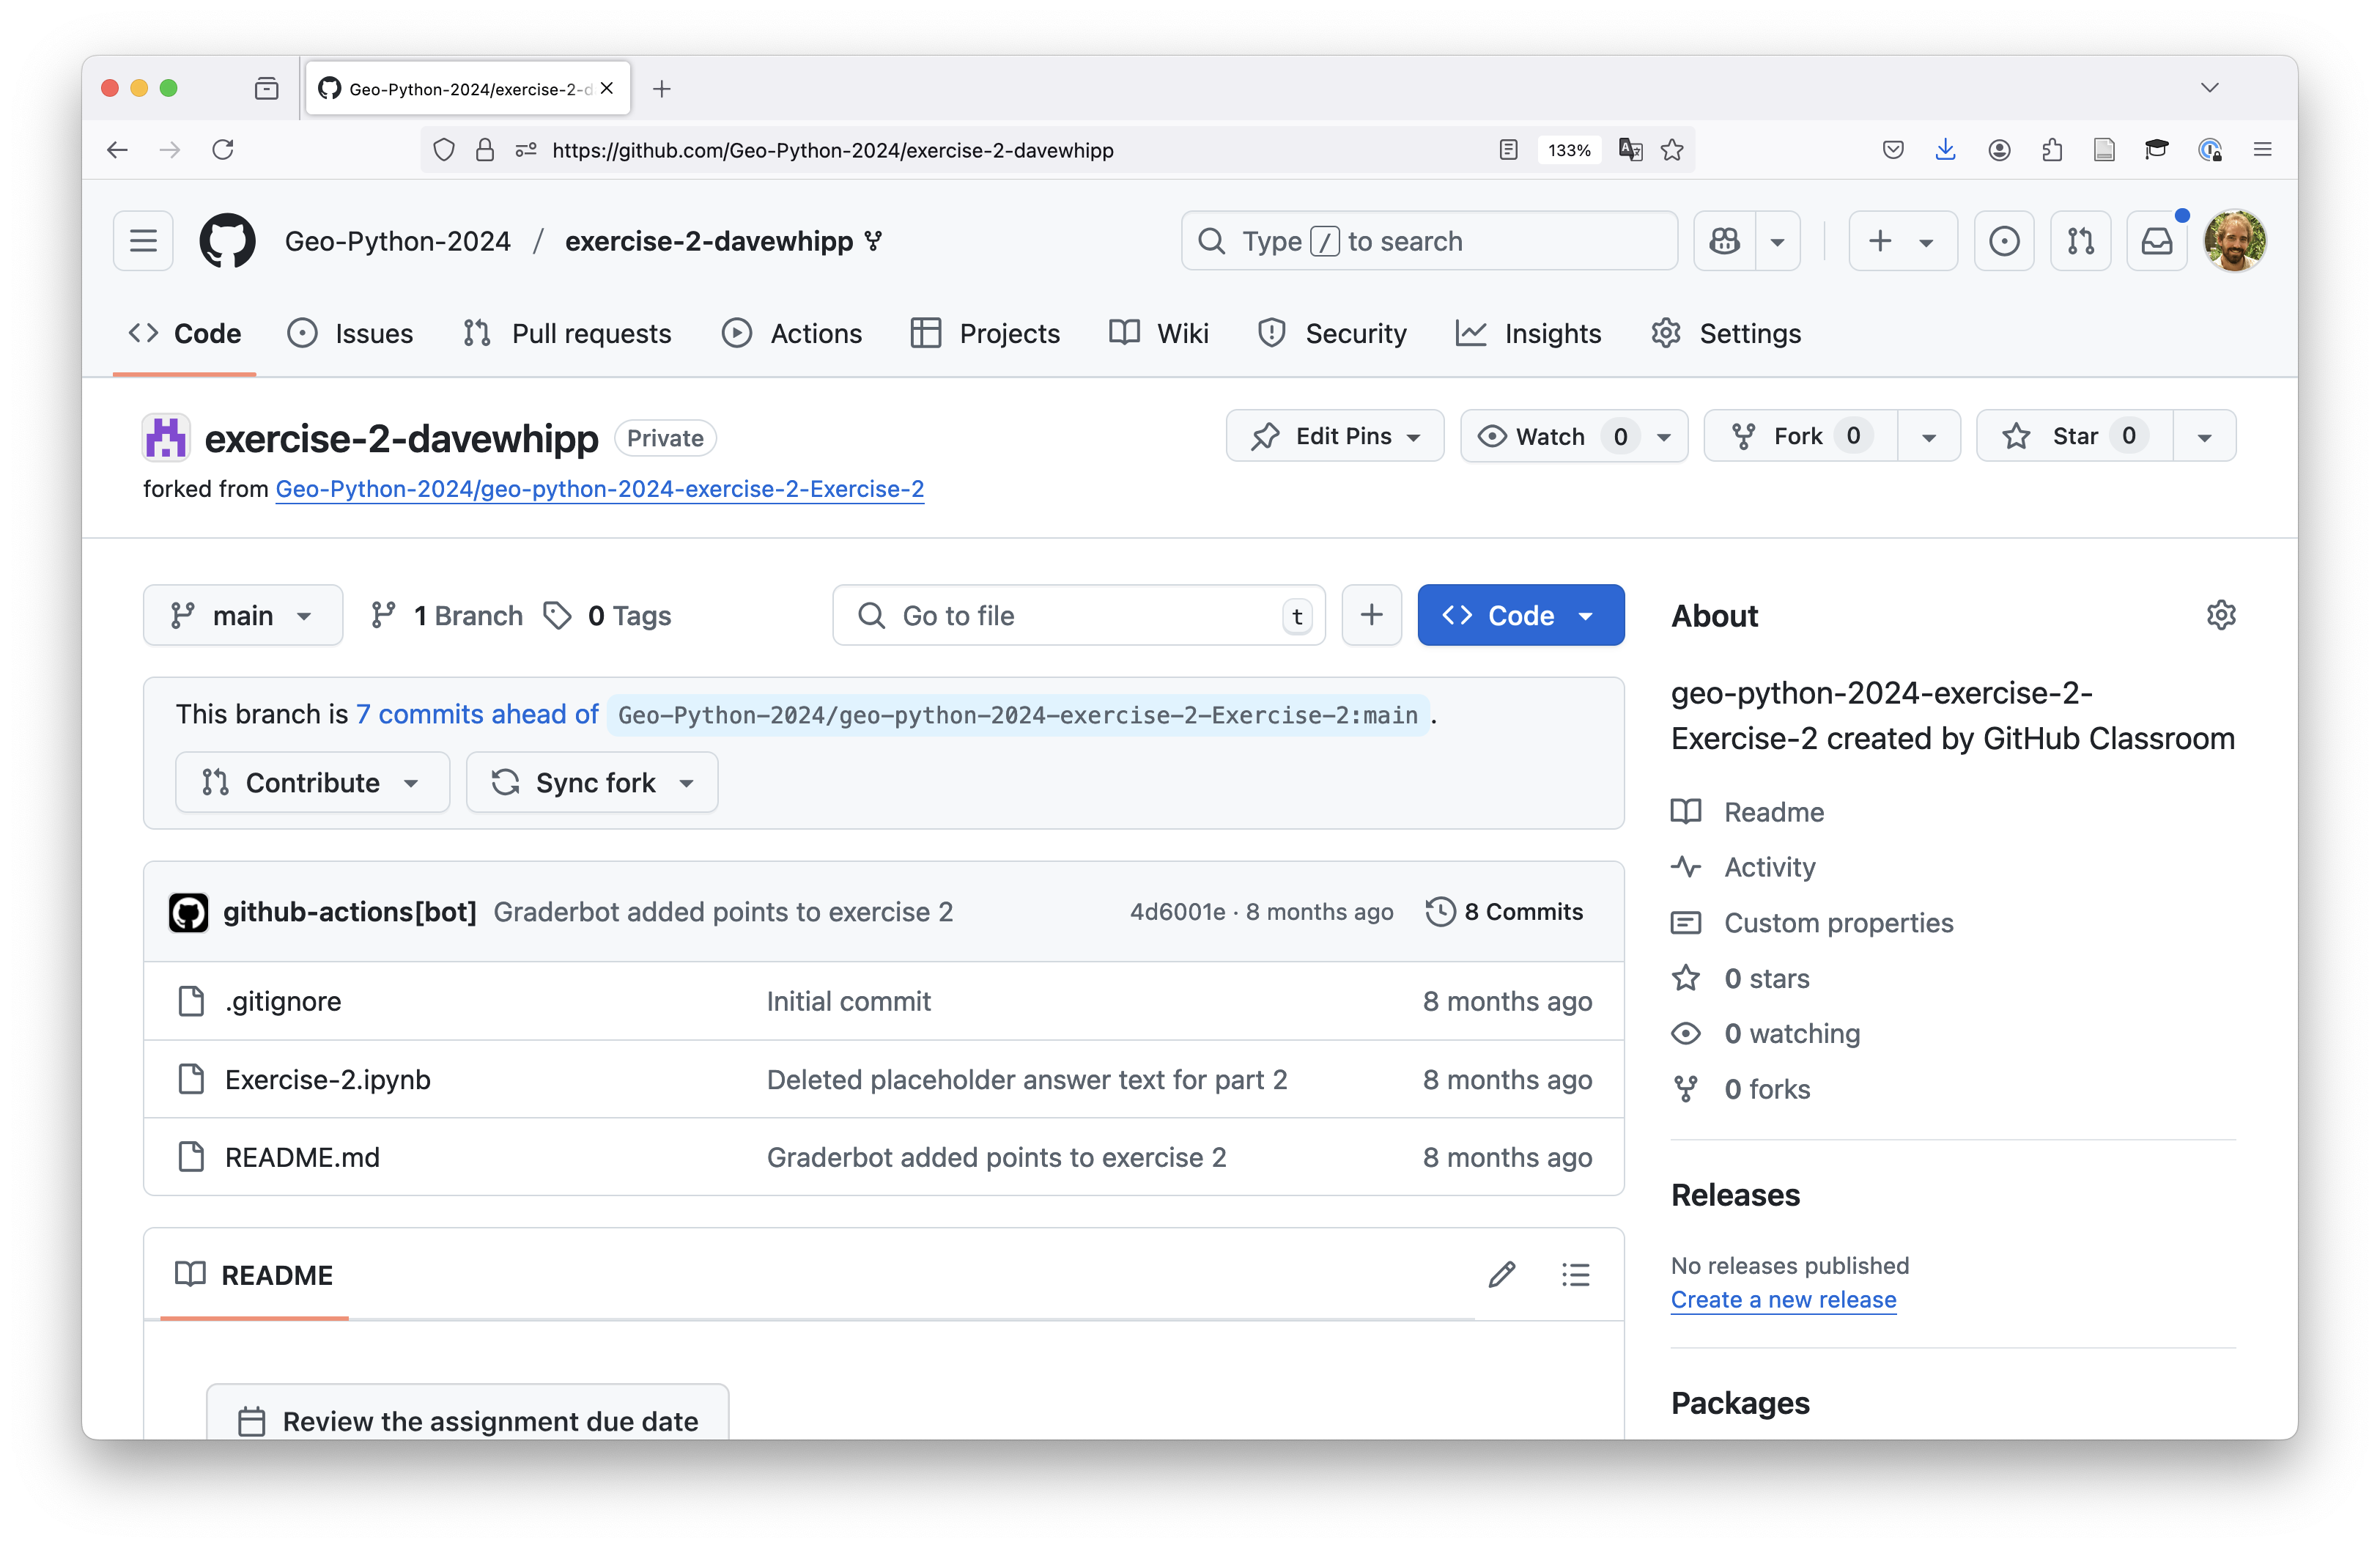 Geo-Python-2024/exercise-2-d
https://github.com/Geo-Python-2024/exercise-2-davewhipp
133%
Geo-Python-2024 / exercise-2-davewhipp
Type / to search
Code Issues Pull requests Actions Projects Wiki Security Insights Settings
exercise-2-davewhipp Private
Edit Pins Watch 0 Fork 0 Star 0
forked from Geo-Python-2024/geo-python-2024-exercise-2-Exercise-2
main 1 Branch 0 Tags
Go to file t
Code
This branch is 7 commits ahead of Geo-Python-2024/geo-python-2024-exercise-2-Exercise-2:main .
Contribute Sync fork
github-actions[bot] Graderbot added points to exercise 2 4d6001e · 8 months ago 8 Commits
.gitignore Initial commit 8 months ago
Exercise-2.ipynb Deleted placeholder answer text for part 2 8 months ago
README.md Graderbot added points to exercise 2 8 months ago
README
Review the assignment due date
About
geo-python-2024-exercise-2-
Exercise-2 created by GitHub Classroom
Readme
Activity
Custom properties
0 stars
0 watching
0 forks
Releases
No releases published
Create a new release
Packages